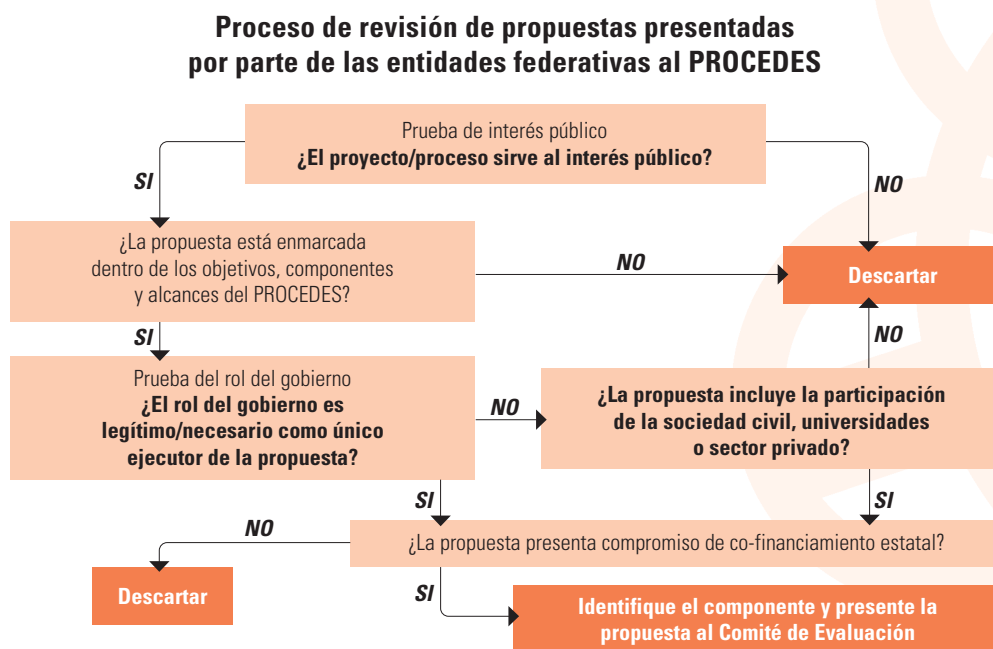 Proceso de revisión de propuestas presentadas
por parte de las entidades federativas al PROCEDES
Prueba de interés público
¿El proyecto/proceso sirve al interés público?
SI
NO
¿La propuesta está enmarcada
dentro de los objetivos, componentes
y alcances del PROCEDES?
NO
Descartar
SI
NO
Prueba del rol del gobierno
¿El rol del gobierno es
legítimo/necesario como único
ejecutor de la propuesta?
NO
¿La propuesta incluye la participación
de la sociedad civil, universidades
o sector privado?
SI
SI
NO
¿La propuesta presenta compromiso de co-financiamiento estatal?
Descartar
SI
Identifique el componente y presente la
propuesta al Comité de Evaluación